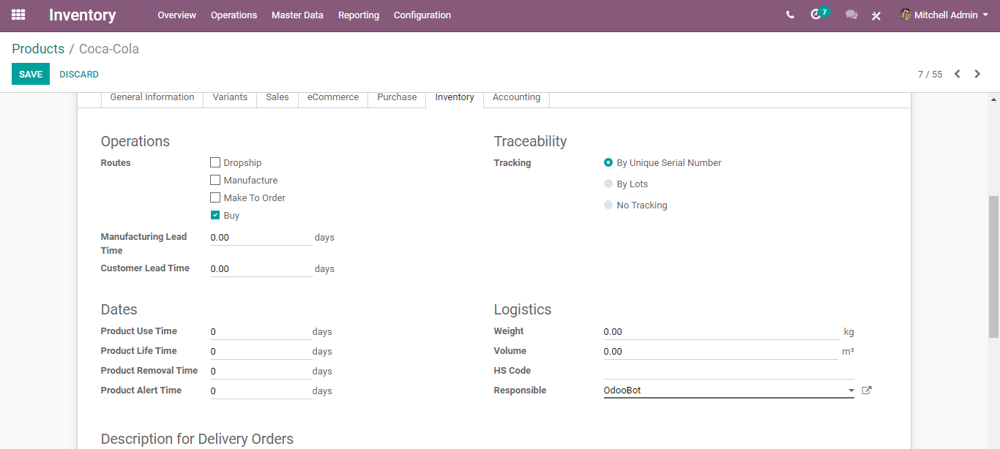 Inventory Overview Operations Master Data Reporting Configuration 7 Mitchell Admin
Products / Coca-Cola
SAVE DISCARD 7 / 55
General Information Variants Sales eCommerce Purchase Inventory Accounting
Operations Traceability
Routes Dropship Tracking By Unique Serial Number
Manufacture By Lots
Make To Order No Tracking
Buy
Manufacturing Lead Time 0.00 days
Customer Lead Time 0.00 days
Dates Logistics
Product Use Time 0 days Weight 0.00 kg
Product Life Time 0 days Volume 0.00 m³
Product Removal Time 0 days HS Code
Product Alert Time 0 days Responsible OdooBot
Description for Delivery Orders